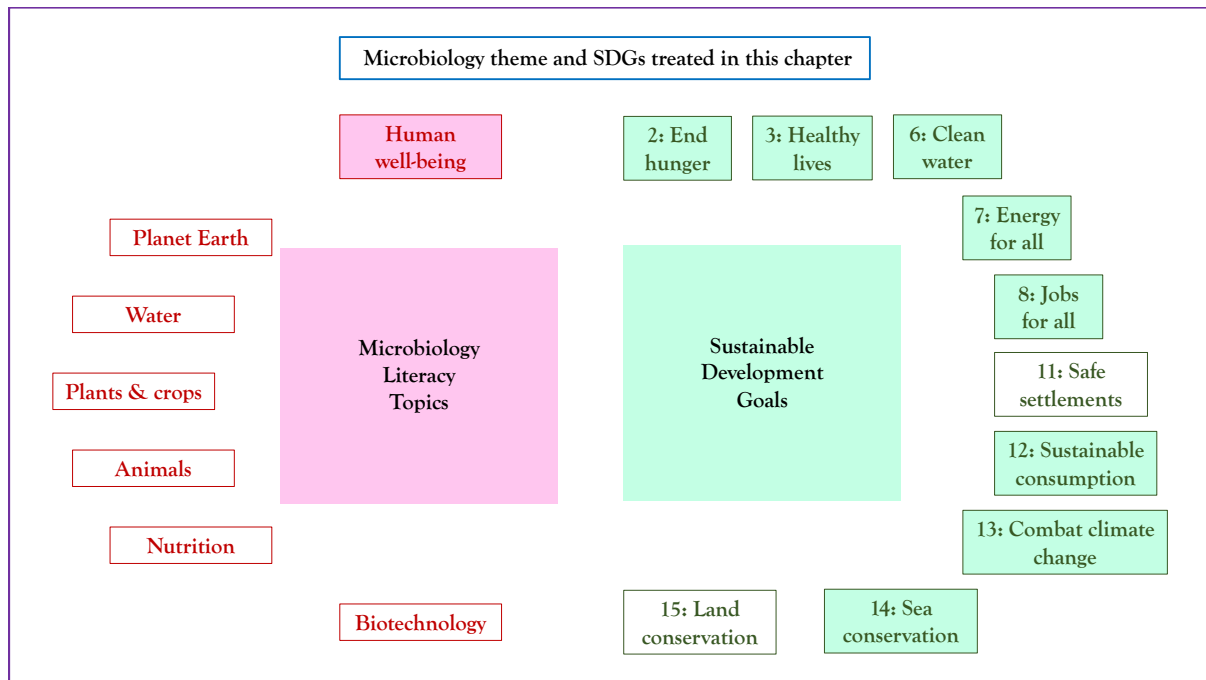 Microbiology theme and SDGs treated in this chapter
Human
well-being
2: End
hunger
3: Healthy
lives
6: Clean
water
7: Energy
for all
Planet Earth
8: Jobs
for all
Water
Microbiology
Literacy
Topics
Sustainable
Development
Goals
11: Safe
settlements
Plants & crops
12: Sustainable
consumption
Animals
13: Combat climate
change
Nutrition
14: Sea
conservation
15: Land
conservation
Biotechnology